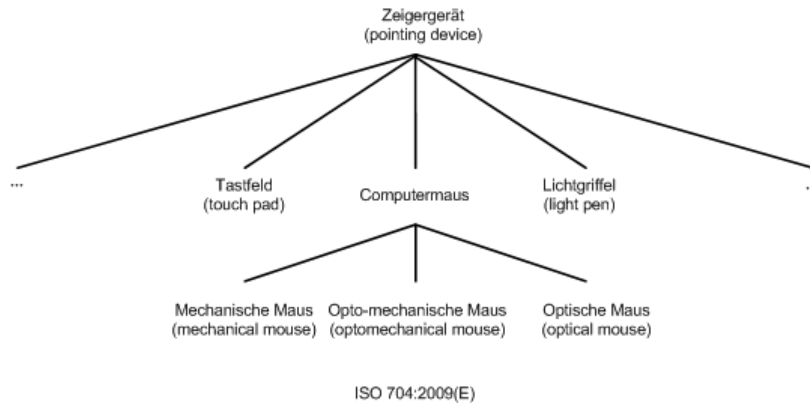 Zeigergerät
(pointing device)
...
Tastfeld
(touch pad)
Computermaus
Lichtgriffel
(light pen)
.
Mechanische Maus
(mechanical mouse)
Opto-mechanische Maus
(optomechanical mouse)
Optische Maus
(optical mouse)
ISO 704:2009(E)